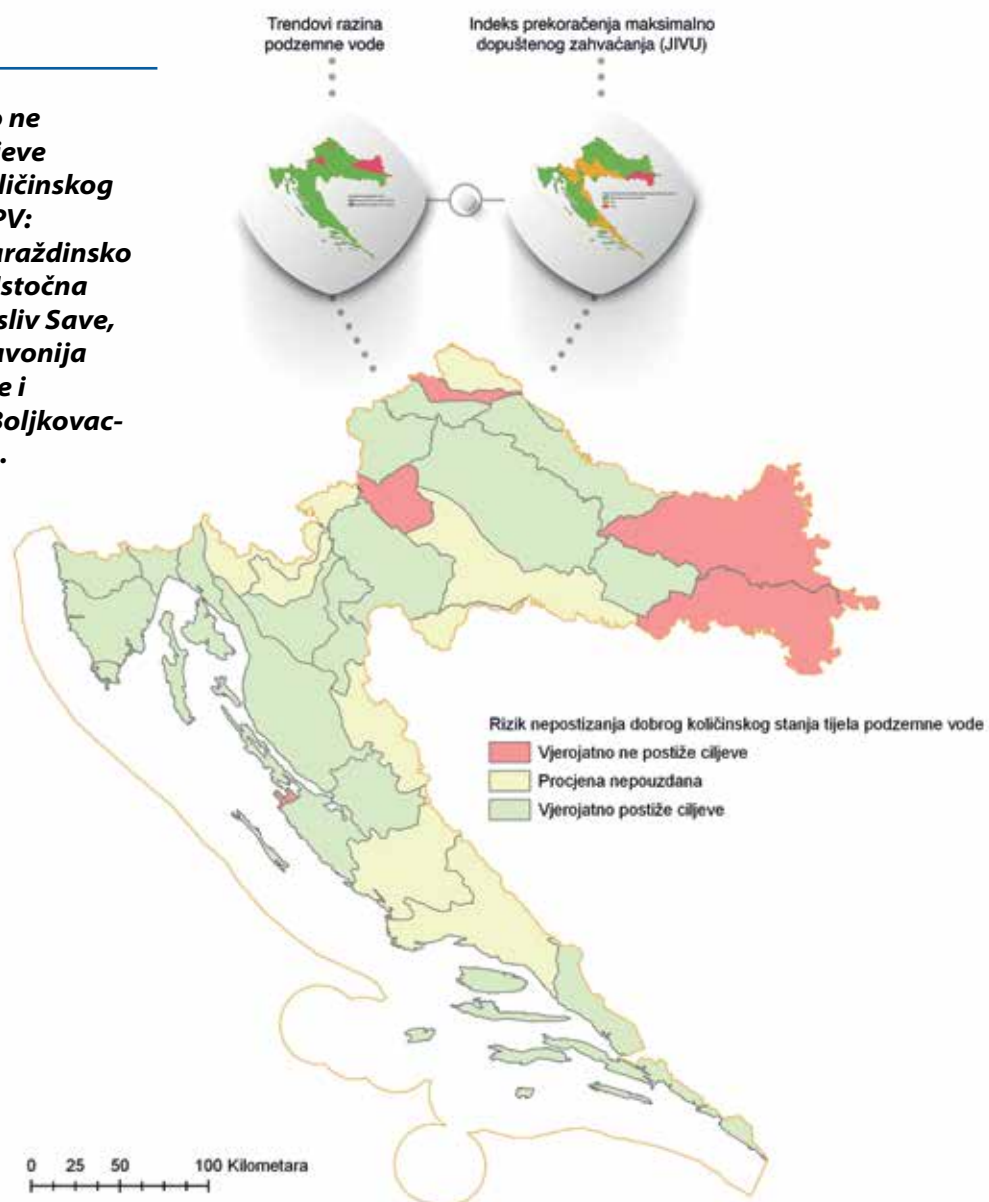 Trendovi razina
podzemne vode
Indeks prekoračenja maksimalno
dopuštenog zahvaćanja (JIVU)
o ne
jeve
ličinskog
PV:
araždinsko
Istočna
sliv Save,
avonija
e i
Boljkovac-
.
Rizik nepostizanja dobrog količinskog stanja tijela podzemne vode
Vjerojatno ne postiže ciljeve
Procjena nepouzdana
Vjerojatno postiže ciljeve
0 25 50 100 Kilometara